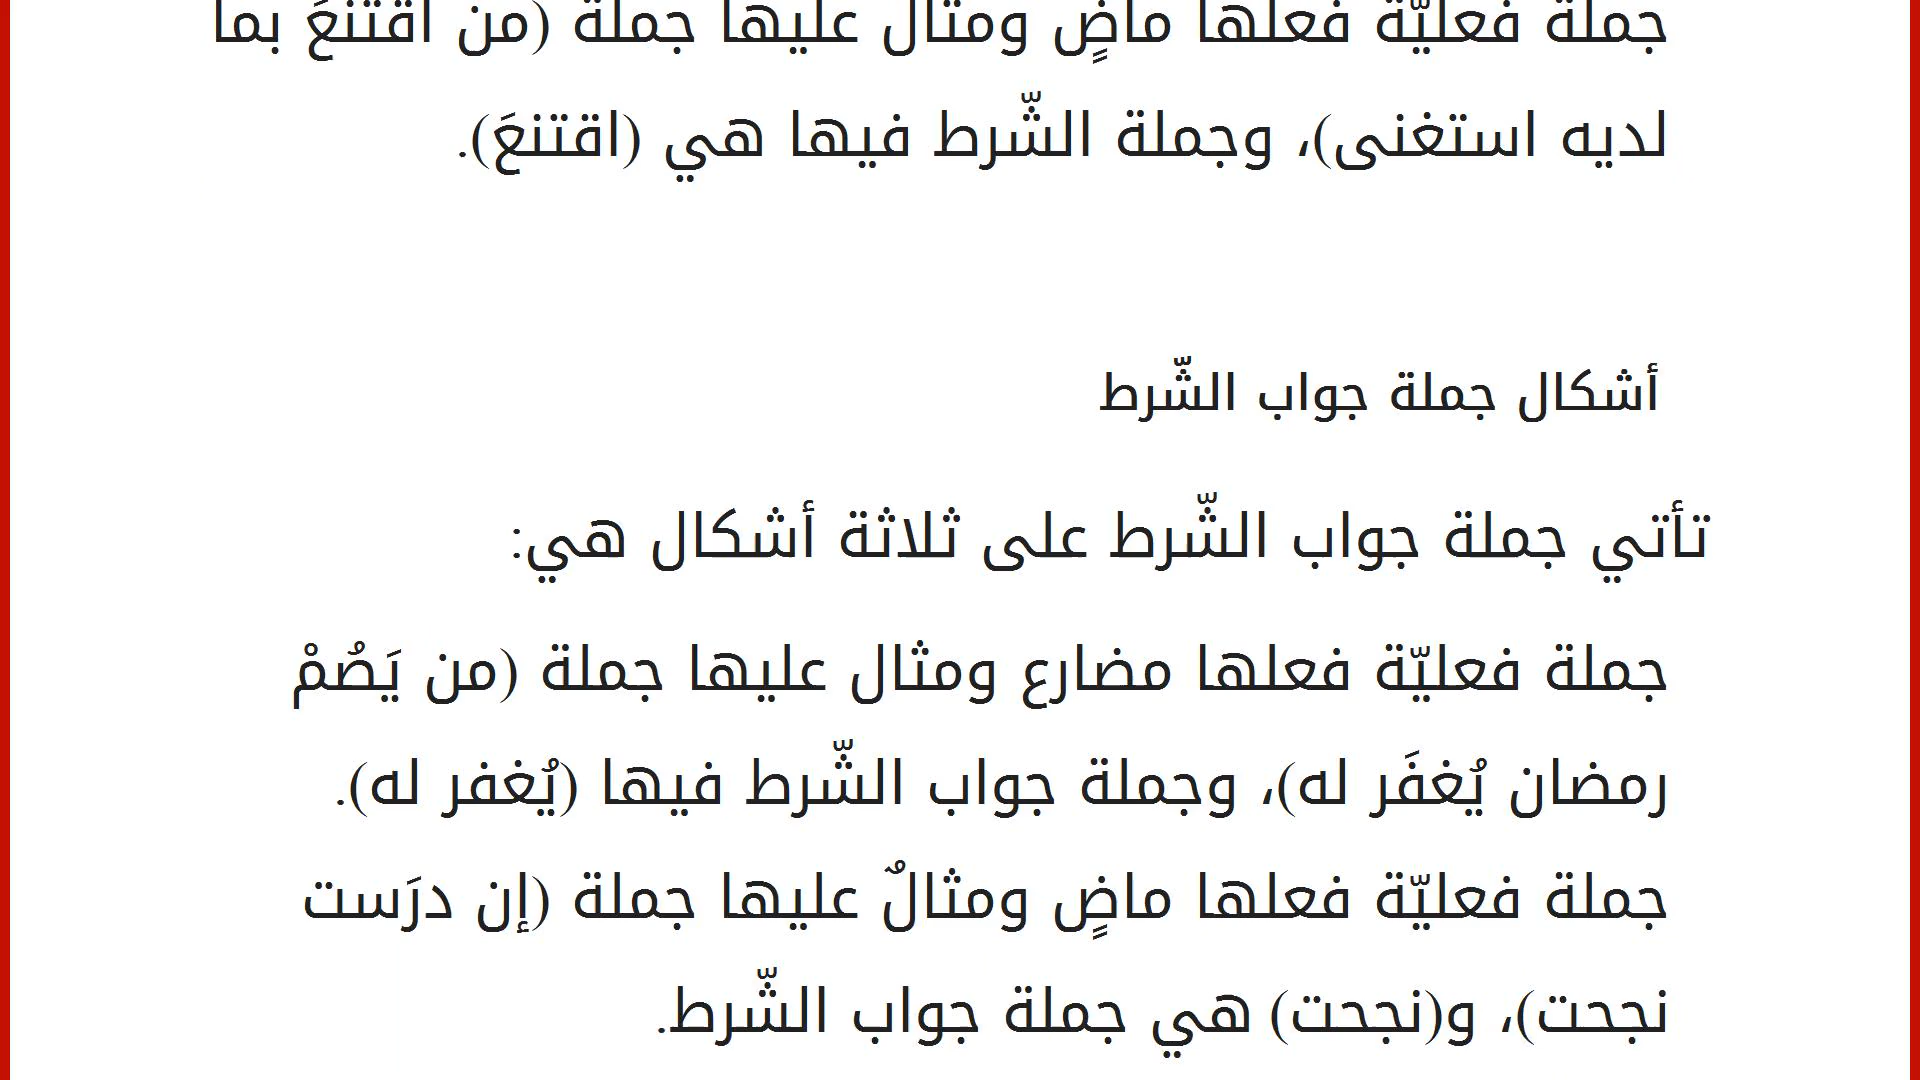 جملة فعليّة فعلها ماضٍ ومثال عليها جملة (من اقتنعَ بما
لديه استغنى)، وجملة الشّرط فيها هي (اقتنعَ).
أشكال جملة جواب الشّرط
تأتي جملة جواب الشّرط على ثلاثة أشكال هي:
جملة فعليّة فعلها مضارع ومثال عليها جملة (من يَصُمْ
رمضان يُغفَر له)، وجملة جواب الشّرط فيها (يُغفر له).
جملة فعليّة فعلها ماضٍ ومثالٌ عليها جملة (إن درَست
نجحت)، و(نجحت) هي جملة جواب الشّرط.